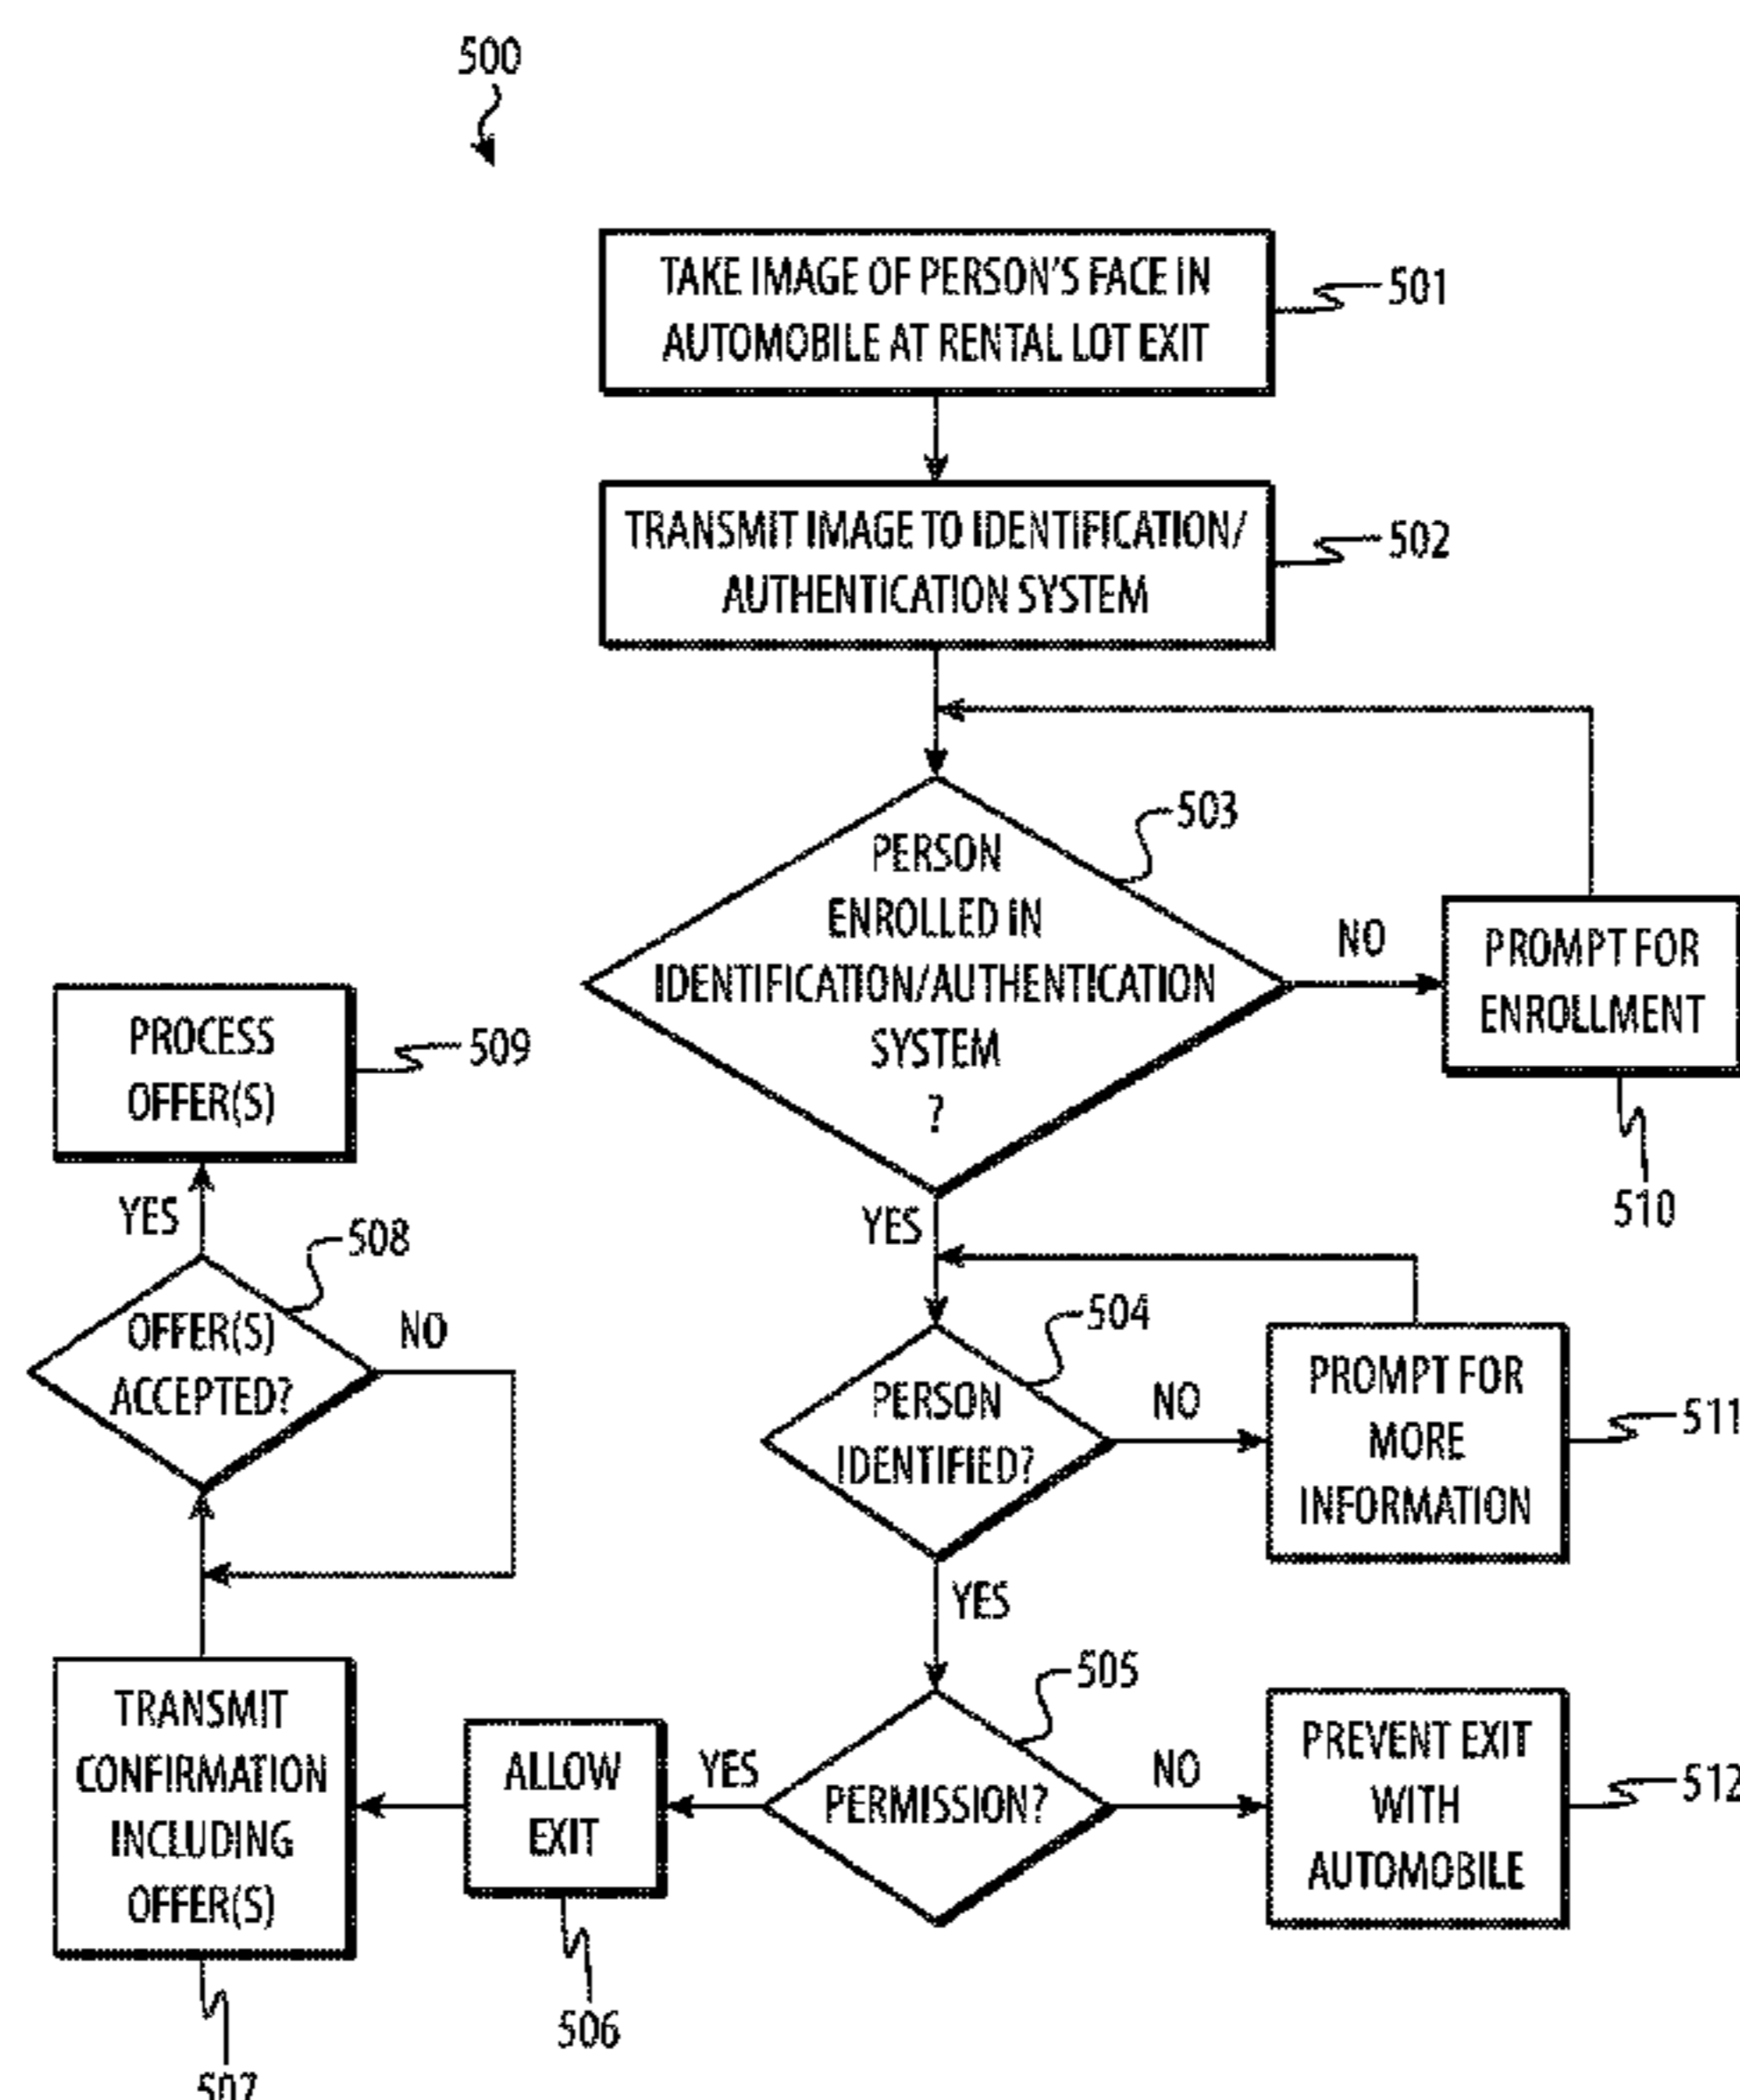 500
TAKE IMAGE OF PERSON'S FACE IN
AUTOMOBILE AT RENTAL LOT EXIT
501
TRANSMIT IMAGE TO IDENTIFICATION/
AUTHENTICATION SYSTEM
502
PERSON
ENROLLED IN
IDENTIFICATION/AUTHENTICATION
SYSTEM
?
503
NO
PROMPT FOR
ENROLLMENT
510
YES
PERSON
IDENTIFIED?
504
NO
PROMPT FOR
MORE
INFORMATION
511
YES
PERMISSION?
505
NO
PREVENT EXIT
WITH
AUTOMOBILE
512
YES
ALLOW
EXIT
506
TRANSMIT
CONFIRMATION
INCLUDING
OFFER(S)
507
OFFER(S)
ACCEPTED?
508
NO
YES
PROCESS
OFFER(S)
509